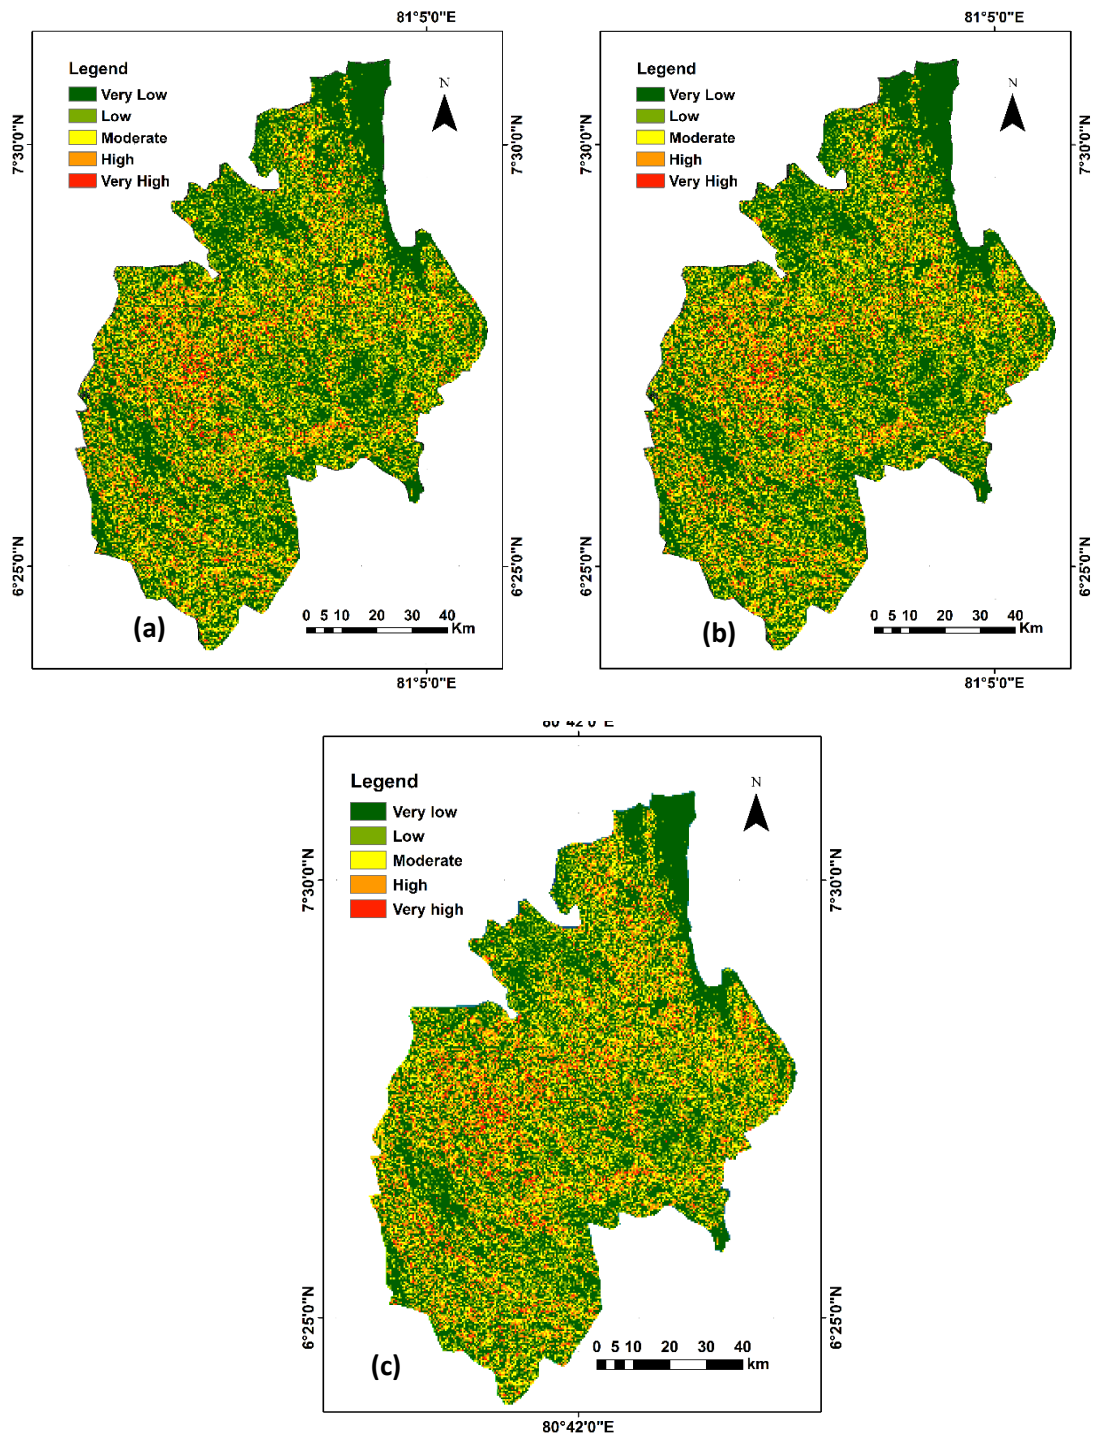 81°5'0"E
Legend
Very Low
Low
Moderate
High
Very High
N
7°30'0"N
7°30'0"N
6°25'0"N
6°25'0"N
0 5 10 20 30 40
Km
(a)
81°5'0"E
81°5'0"E
Legend
Very Low
Low
Moderate
High
Very High
N
7°30'0"N
7°30'0"N
6°25'0"N
6°25'0"N
0 5 10 20 30 40
Km
(b)
81°5'0"E
80°42'0"E
Legend
Very low
Low
Moderate
High
Very high
N
7°30'0"N
7°30'0"N
6°25'0"N
6°25'0"N
0 5 10 20 30 40
km
(c)
80°42'0"E